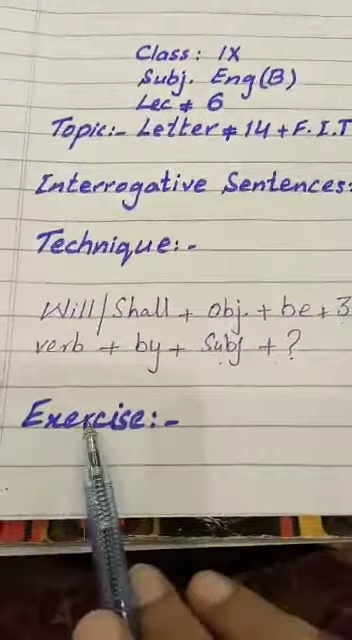 Class: IX
Subj. Eng(B)
Lec # 6
Topic:- Letter # 14 + F.I.T
Interrogative Sentences:
Technique:-
Will/Shall + obj. + be + 3
verb + by + Subj + ?
Exercise:-